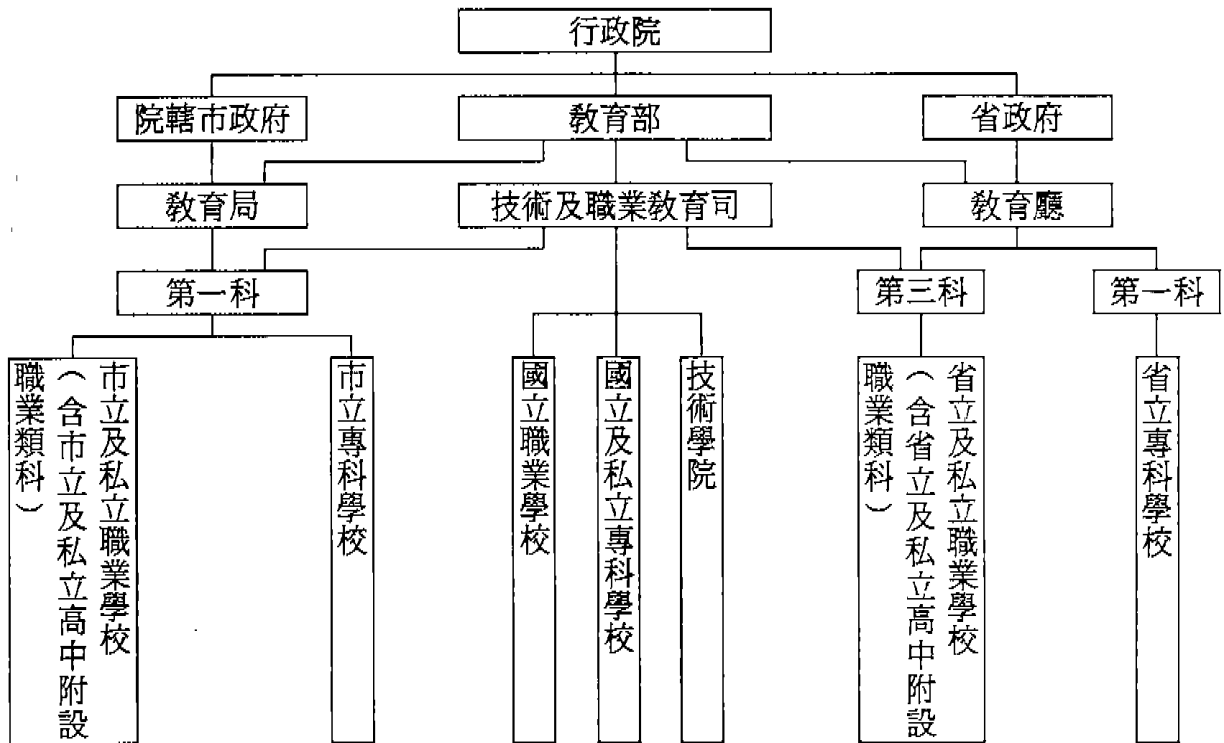 行政院
院轄市政府
教育部
省政府
教育局
技術及職業教育司
教育廳
第一科
第三科
第一科
市立及私立職業學校
（含市立及私立高中附設
職業類科）
市立專科學校
國立職業學校
國立及私立專科學校
技術學院
省立及私立職業學校
（含省立及私立高中附設
職業類科）
省立專科學校